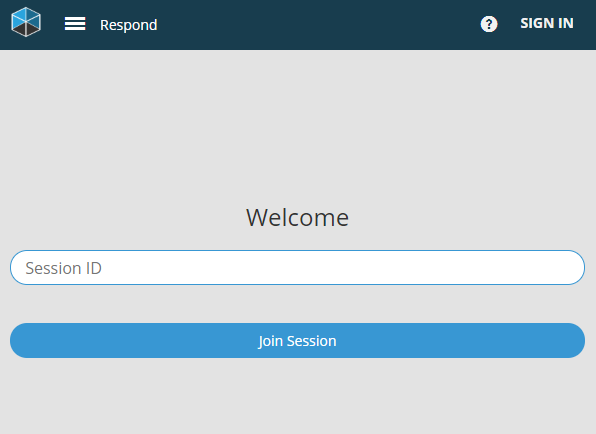 Respond
? SIGN IN
Welcome
Session ID
Join Session